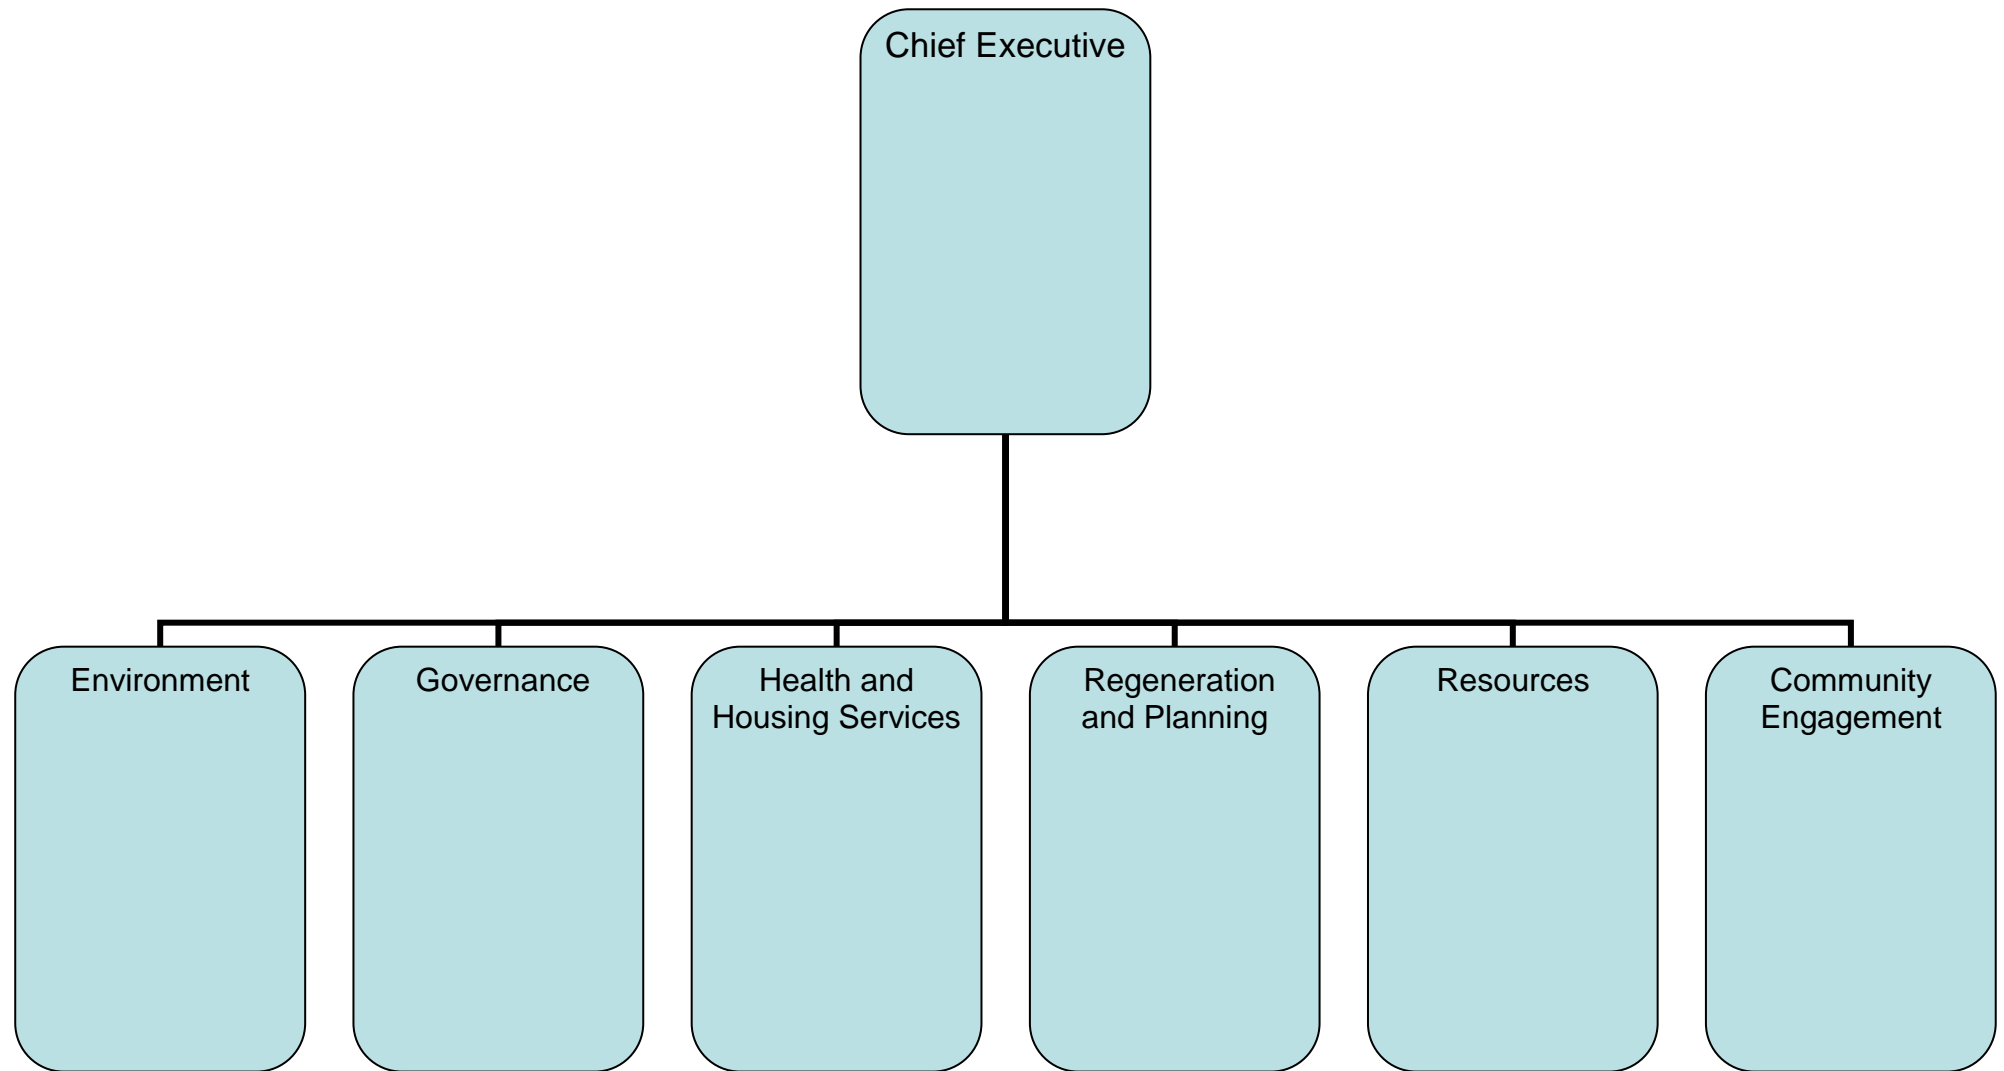 Chief Executive
Environment
Governance
Health and
Housing Services
Regeneration
and Planning
Resources
Community
Engagement